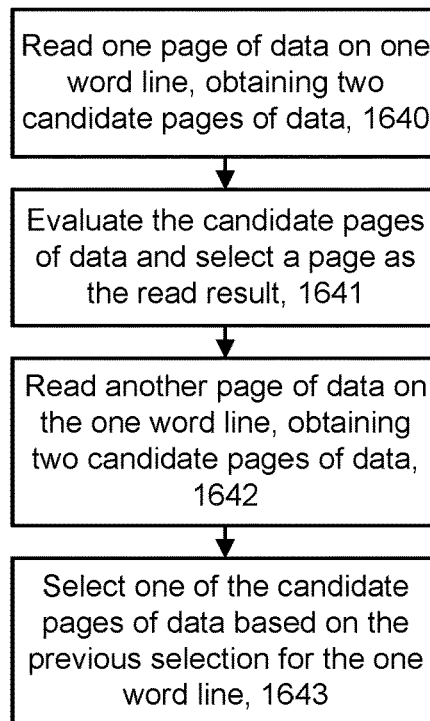 Read one page of data on one
word line, obtaining two
candidate pages of data, 1640
Evaluate the candidate pages
of data and select a page as
the read result, 1641
Read another page of data on
the one word line, obtaining
two candidate pages of data,
1642
Select one of the candidate
pages of data based on the
previous selection for the one
word line, 1643